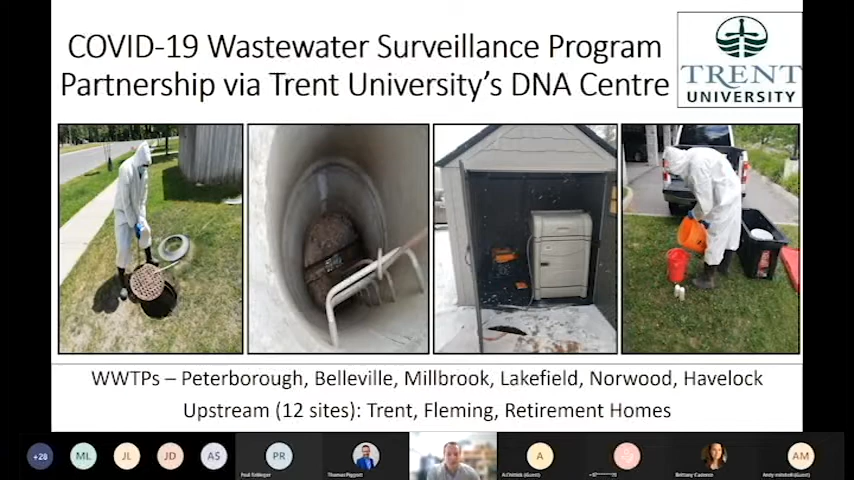 COVID-19 Wastewater Surveillance Program
Partnership via Trent University's DNA Centre
TRENT
UNIVERSITY
WWTPs – Peterborough, Belleville, Millbrook, Lakefield, Norwood, Havelock
Upstream (12 sites): Trent, Fleming, Retirement Homes
+28
ML
JL
JD
AS
PR
A
AM
Thomas Piggott
Brittany Cadence